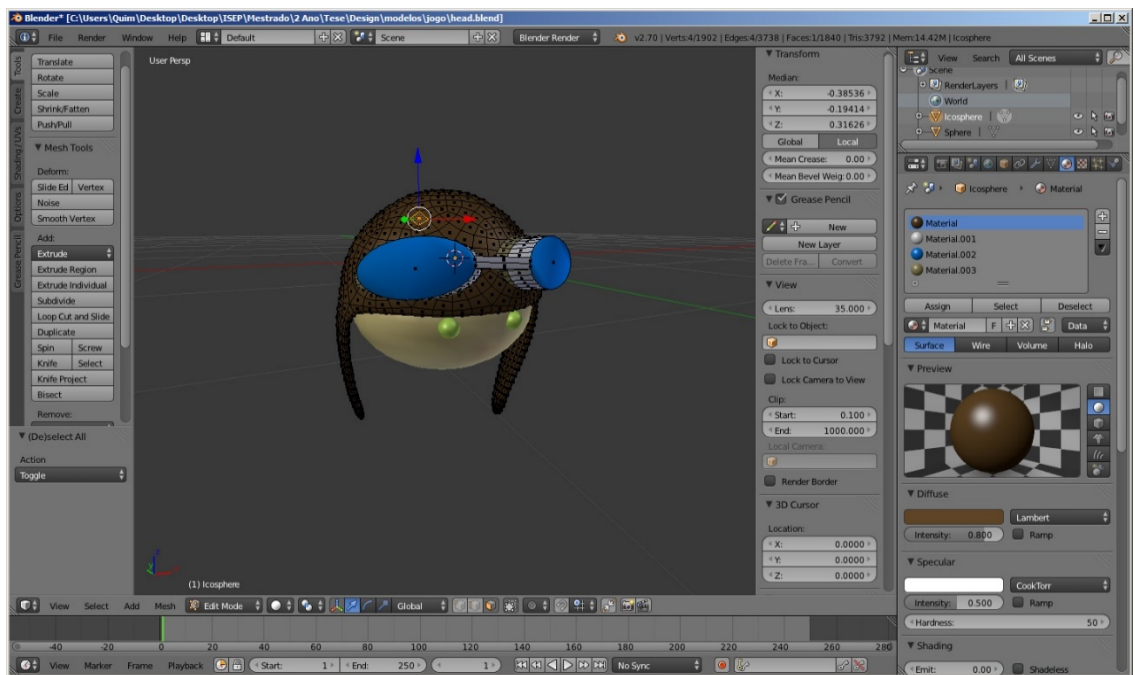 Blender* [C:\Users\Quim\Desktop\Desktop\ISEP\Mestrado\2 Ano\Tese\Design\modelos\jogo\head.blend]
File Render Window Help Default Scene Blender Render v2.70 | Verts:4/1902 | Edges:4/3738 | Faces:1/1840 | Tris:3792 | Mem:14.42M | Icosphere
Tools
Create
Shading / UVs
Options
Grease Pencil
Translate
Rotate
Scale
Shrink/Fatten
Push/Pull
Mesh Tools
Deform:
Slide Ed Vertex
Noise
Smooth Vertex
Add:
Extrude
Extrude Region
Extrude Individual
Subdivide
Loop Cut and Slide
Duplicate
Spin Screw
Knife Select
Knife Project
Bisect
Remove:
(De)select All
Action
Toggle
User Persp
(1) Icosphere
Transform
Median:
X: -0.38536
Y: -0.19414
Z: 0.31626
Global Local
Mean Crease: 0.00
Mean Bevel Weig: 0.00
Grease Pencil
New
New Layer
Delete Fra... Convert
View
Lens: 35.000
Lock to Object:
Lock to Cursor
Lock Camera to View
Clip:
Start: 0.100
End: 1000.000
Local Camera:
Render Border
3D Cursor
Location:
X: 0.0000
Y: 0.0000
Z: 0.0000
View Search All Scenes
Scene
RenderLayers
World
Icosphere
Sphere
Icosphere Material
Material
Material.001
Material.002
Material.003
Assign Select Deselect
Material F Data
Surface Wire Volume Halo
Preview
Diffuse
Lambert
Intensity: 0.800 Ramp
Specular
CookTorr
Intensity: 0.500 Ramp
Hardness: 50
Shading
Emit: 0.00 Shadeless
View Select Add Mesh Edit Mode Global
-40 -20 0 20 40 60 80 100 120 140 160 180 200 220 240 260 280
View Marker Frame Playback Start: 1 End: 250 1 No Sync